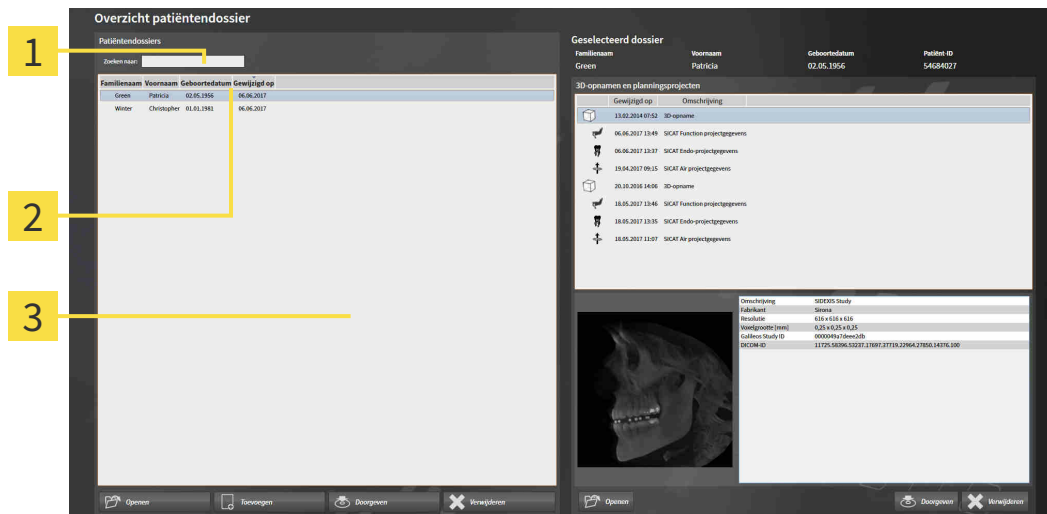 Overzicht patiëntendossier
Patiëntendossiers
Zoeken naar:
Familienaam Voornaam Geboortedatum Gewijzigd op
Green Patricia 02.05.1956 06.06.2017
Winter Christopher 01.01.1981 06.06.2017
Openen Toevoegen Doorgeven Verwijderen
1
2
3
Geselecteerd dossier
Familienaam Voornaam Geboortedatum Patiënt-ID
Green Patricia 02.05.1956 54684027
3D-opnamen en planningsprojecten
Gewijzigd op Omschrijving
13.02.2014 07:52 3D-opname
06.06.2017 13:49 SICAT Function projectgegevens
06.06.2017 13:37 SICAT Endo-projectgegevens
19.04.2017 09:15 SICAT Air projectgegevens
20.10.2016 14:06 3D-opname
18.05.2017 13:46 SICAT Function projectgegevens
18.05.2017 13:35 SICAT Endo-projectgegevens
18.05.2017 11:07 SICAT Air projectgegevens
Omschrijving SIDEXIS Study
Fabrikant Sirona
Resolutie 616 x 616 x 616
Voxelgrootte [mm] 0,25 x 0,25 x 0,25
Galileos Study ID 0000049a7deee2db
DICOM-ID 11725.58396.53237.17697.37719.22964.27850.14376.100
Openen Doorgeven Verwijderen